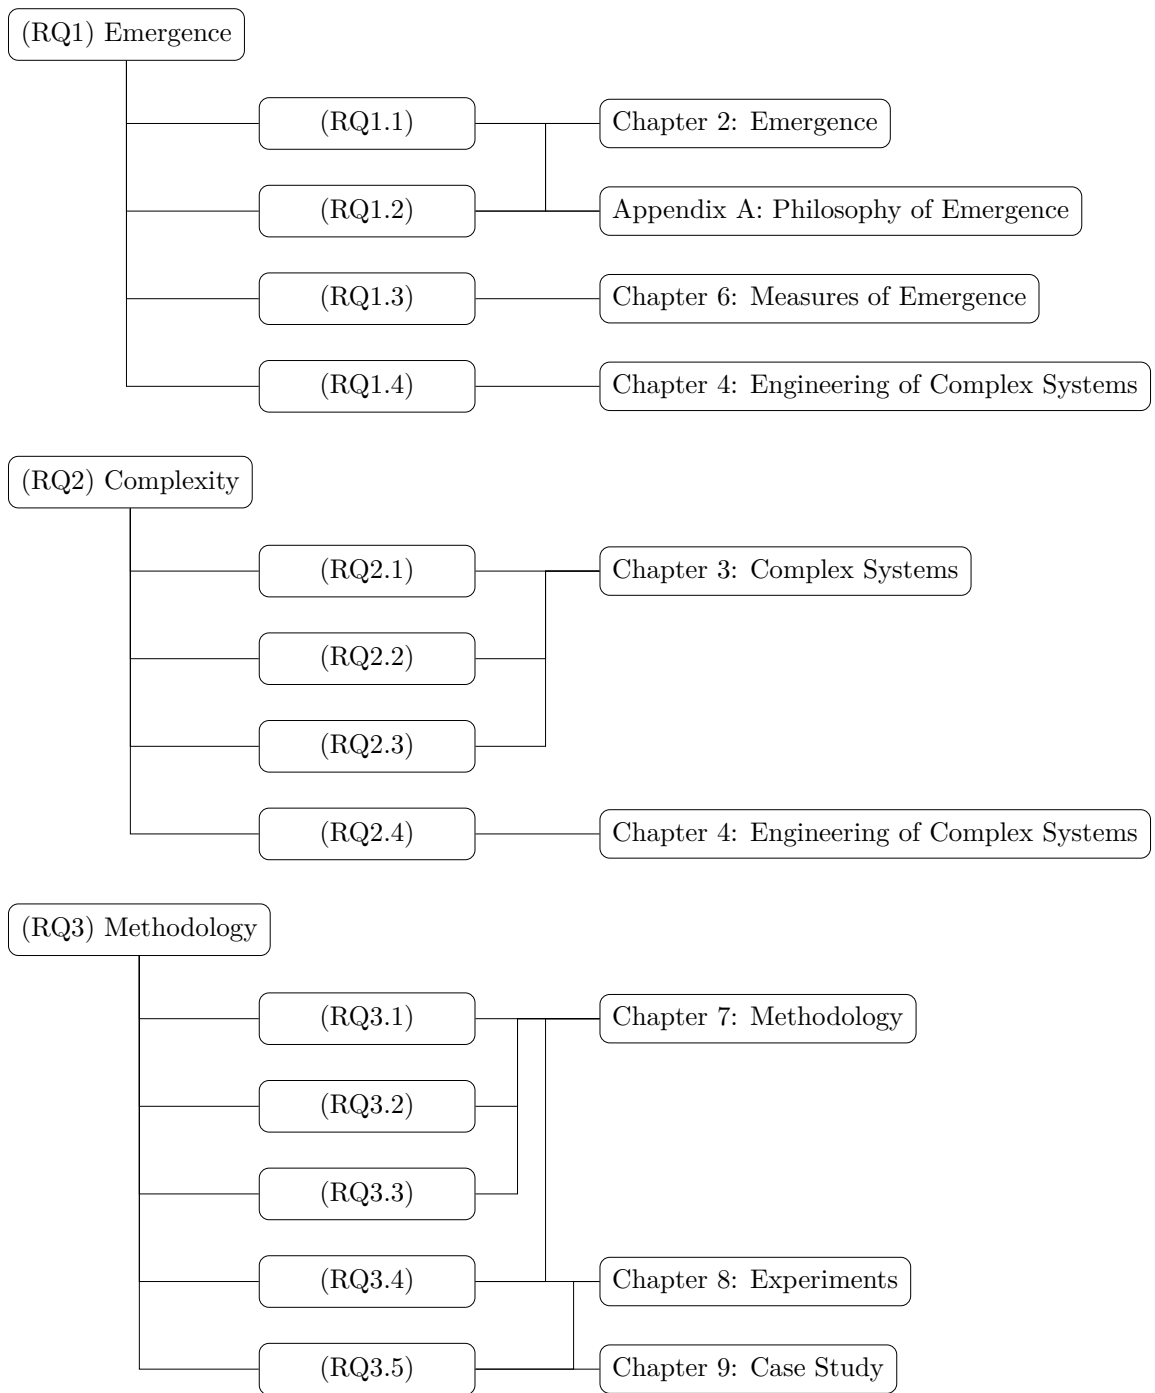 (RQ1) Emergence
(RQ1.1)
Chapter 2: Emergence
(RQ1.2)
Appendix A: Philosophy of Emergence
(RQ1.3)
Chapter 6: Measures of Emergence
(RQ1.4)
Chapter 4: Engineering of Complex Systems
(RQ2) Complexity
(RQ2.1)
Chapter 3: Complex Systems
(RQ2.2)
(RQ2.3)
(RQ2.4)
Chapter 4: Engineering of Complex Systems
(RQ3) Methodology
(RQ3.1)
Chapter 7: Methodology
(RQ3.2)
(RQ3.3)
(RQ3.4)
Chapter 8: Experiments
(RQ3.5)
Chapter 9: Case Study